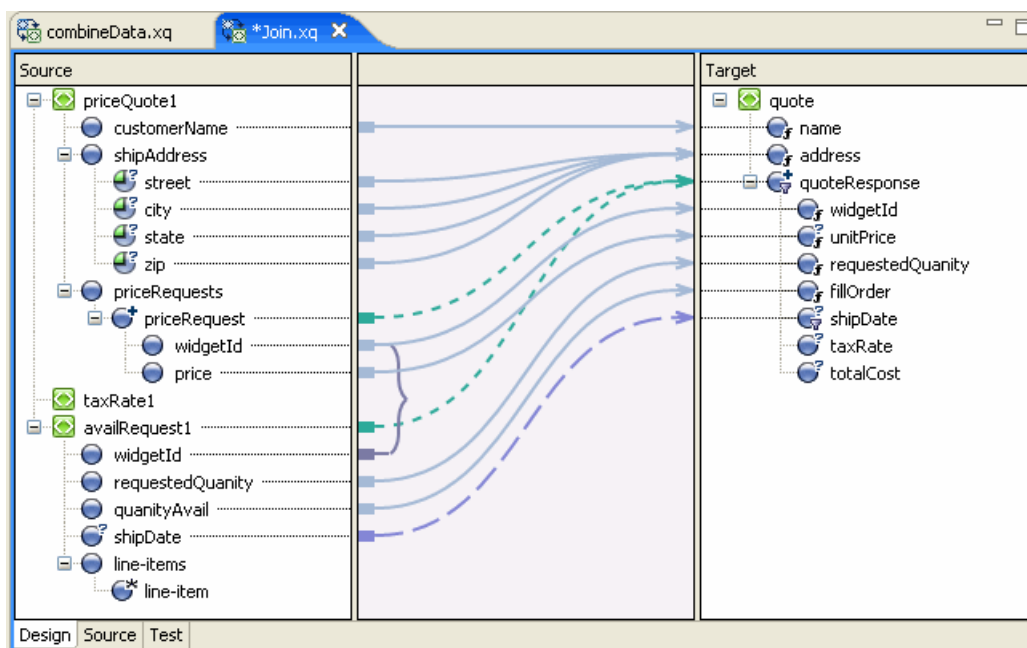 combineData.xq
*Join.xq
Source
Target
priceQuote1
quote
customerName
name
shipAddress
address
street
quoteResponse
city
widgetId
state
unitPrice
zip
requestedQuanity
priceRequests
fillOrder
priceRequest
shipDate
widgetId
taxRate
price
totalCost
taxRate1
availRequest1
widgetId
requestedQuanity
quanityAvail
shipDate
line-items
line-item
Design Source Test